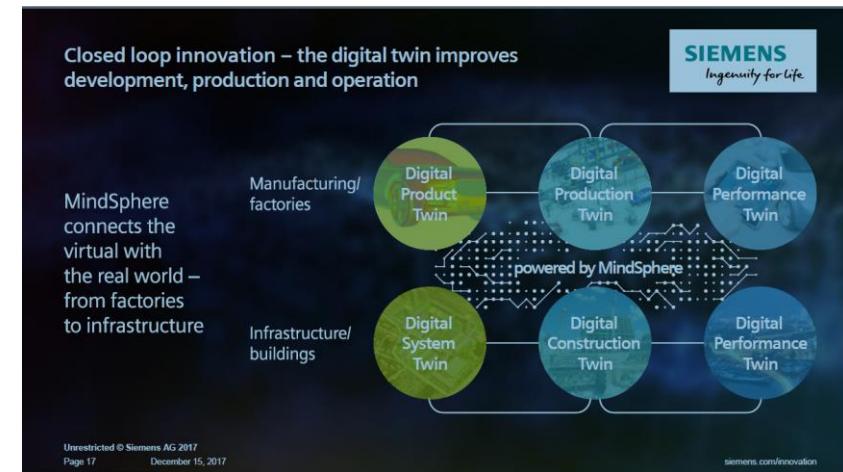 Closed loop innovation – the digital twin improves
development, production and operation
SIEMENS
Ingenuity for life
MindSphere
connects the
virtual with
the real world –
from factories
to infrastructure
Manufacturing/
factories
Digital
Product
Twin
Digital
Production
Twin
Digital
Performance
Twin
powered by MindSphere
Infrastructure/
buildings
Digital
System
Twin
Digital
Construction
Twin
Digital
Performance
Twin
Unrestricted © Siemens AG 2017
Page 17 December 15, 2017
siemens.com/innovation